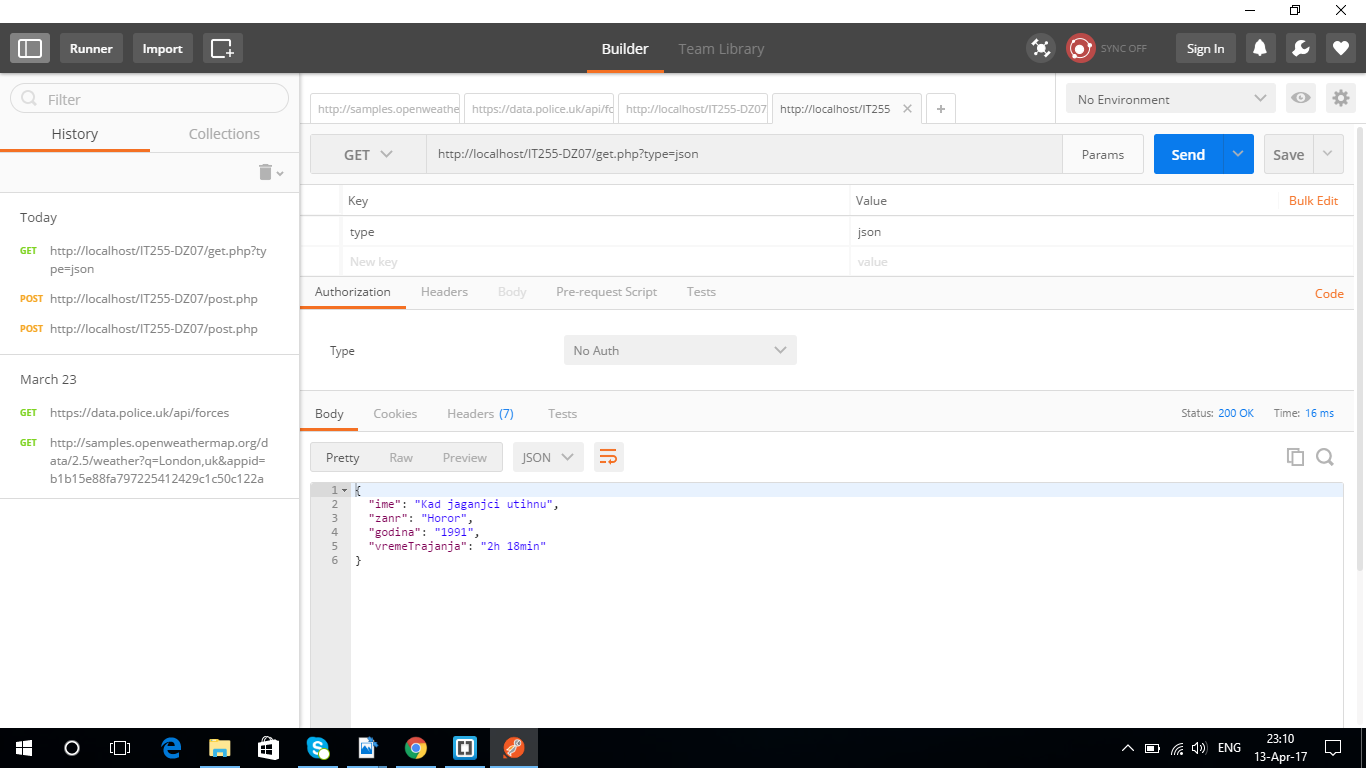 Runner
Import
Builder
Team Library
SYNC OFF
Sign In
Filter
History
Collections
Today
GET http://localhost/IT255-DZ07/get.php?ty
pe=json
POST http://localhost/IT255-DZ07/post.php
POST http://localhost/IT255-DZ07/post.php
March 23
GET https://data.police.uk/api/forces
GET http://samples.openweathermap.org/d
ata/2.5/weather?q=London,uk&appid=
b1b15e88fa797225412429c1c50c122a
http://samples.openweathe
https://data.police.uk/api/fc
http://localhost/IT255-DZ07
http://localhost/IT255
No Environment
GET
http://localhost/IT255-DZ07/get.php?type=json
Params
Send
Save
Key
Value
Bulk Edit
type
json
New key
value
Authorization
Headers
Body
Pre-request Script
Tests
Code
Type
No Auth
Body
Cookies
Headers (7)
Tests
Status: 200 OK
Time: 16 ms
Pretty
Raw
Preview
JSON
1 {
2 "ime": "Kad jaganjci utihnu",
3 "zanr": "Horor",
4 "godina": "1991",
5 "vremeTrajanja": "2h 18min"
6 }
ENG
23:10
13-Apr-17